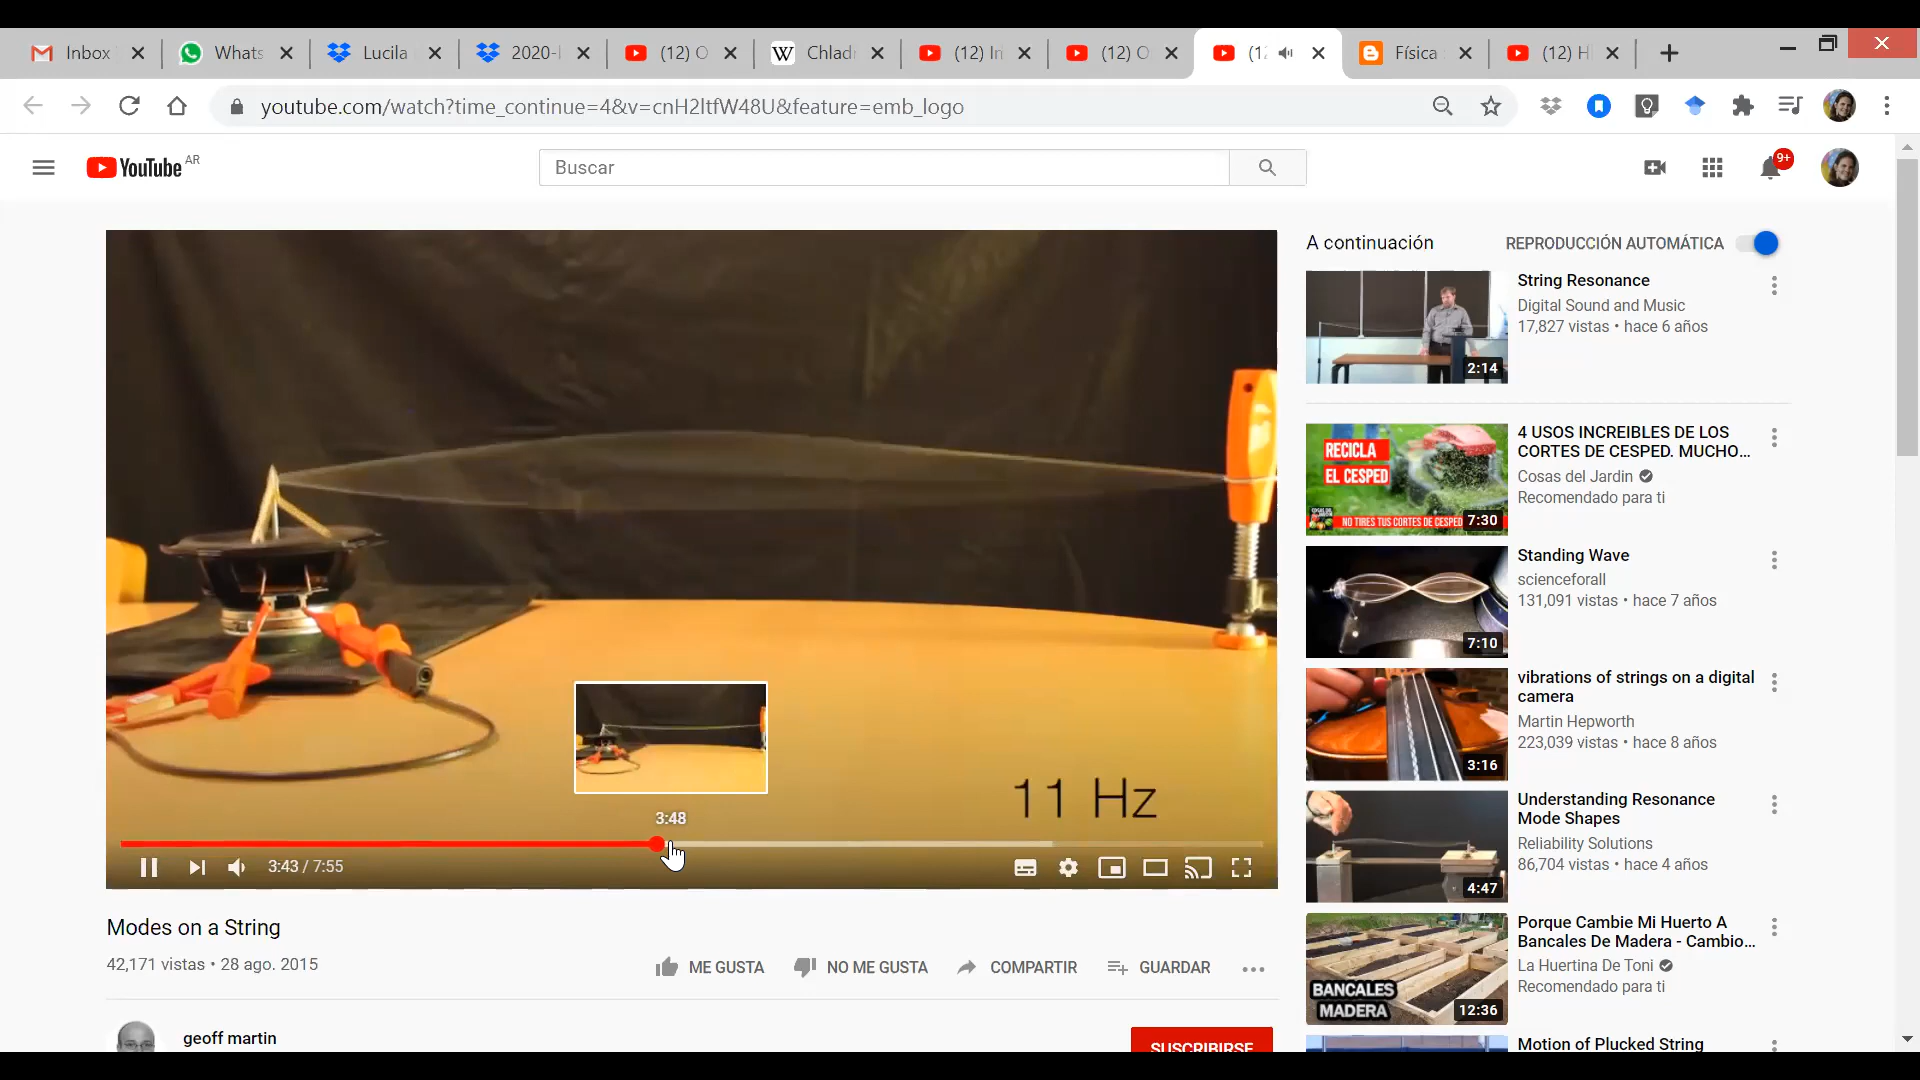 Inbox
Whats
Lucila
2020-
(12) O
Chlad
(12) In
(12) O
(12
Física
(12) H
youtube.com/watch?time_continue=4&v=cnH2ltfW48U&feature=emb_logo
YouTube AR
Buscar
9+
A continuación
REPRODUCCIÓN AUTOMÁTICA
String Resonance
Digital Sound and Music
17,827 vistas • hace 6 años
2:14
RECICLA
EL CESPED
NO TIRES TUS CORTES DE CESPED
7:30
4 USOS INCREIBLES DE LOS
CORTES DE CESPED. MUCHO...
Cosas del Jardin
Recomendado para ti
Standing Wave
scienceforall
131,091 vistas • hace 7 años
7:10
vibrations of strings on a digital
camera
Martin Hepworth
223,039 vistas • hace 8 años
3:16
Understanding Resonance
Mode Shapes
Reliability Solutions
86,704 vistas • hace 4 años
4:47
Porque Cambie Mi Huerto A
Bancales De Madera - Cambio...
La Huertina De Toni
Recomendado para ti
BANCALES
MADERA
12:36
Motion of Plucked String
11 Hz
3:48
3:43 / 7:55
Modes on a String
42,171 vistas • 28 ago. 2015
ME GUSTA
NO ME GUSTA
COMPARTIR
GUARDAR
geoff martin
SUSCRIBIRSE